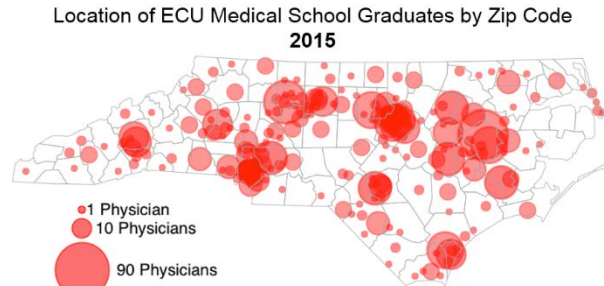 Location of ECU Medical School Graduates by Zip Code
2015
1 Physician
10 Physicians
90 Physicians